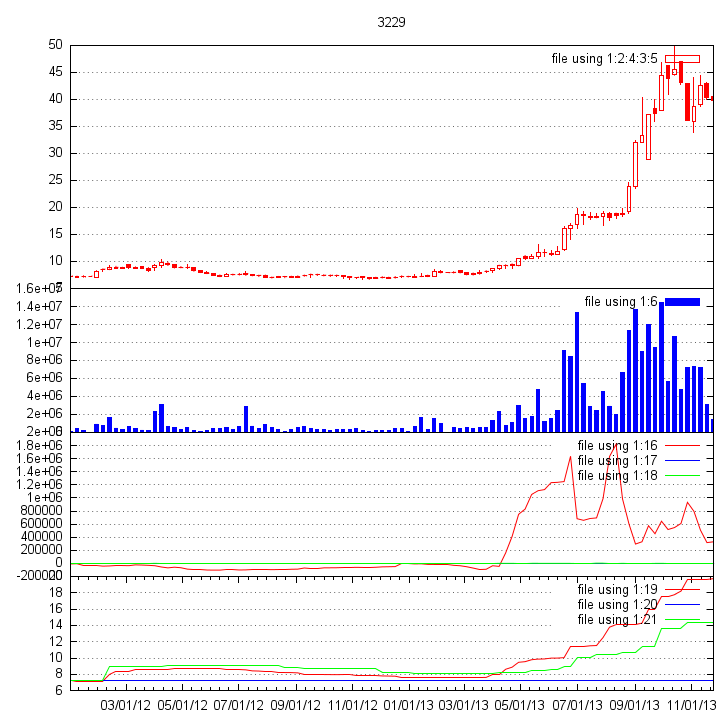 3229
50
file using 1:2:4:3:5
45
40
35
30
25
20
15
10
5
1.6e+07
file using 1:6
1.4e+07
1.2e+07
1e+07
8e+06
6e+06
4e+06
2e+06
0
2e+06
file using 1:16
1.8e+06
file using 1:17
1.6e+06
file using 1:18
1.4e+06
1.2e+06
1e+06
800000
600000
400000
200000
0
-200000
20
file using 1:19
18
file using 1:20
16
file using 1:21
14
12
10
8
6
03/01/12 05/01/12 07/01/12 09/01/12 11/01/12 01/01/13 03/01/13 05/01/13 07/01/13 09/01/13 11/01/13